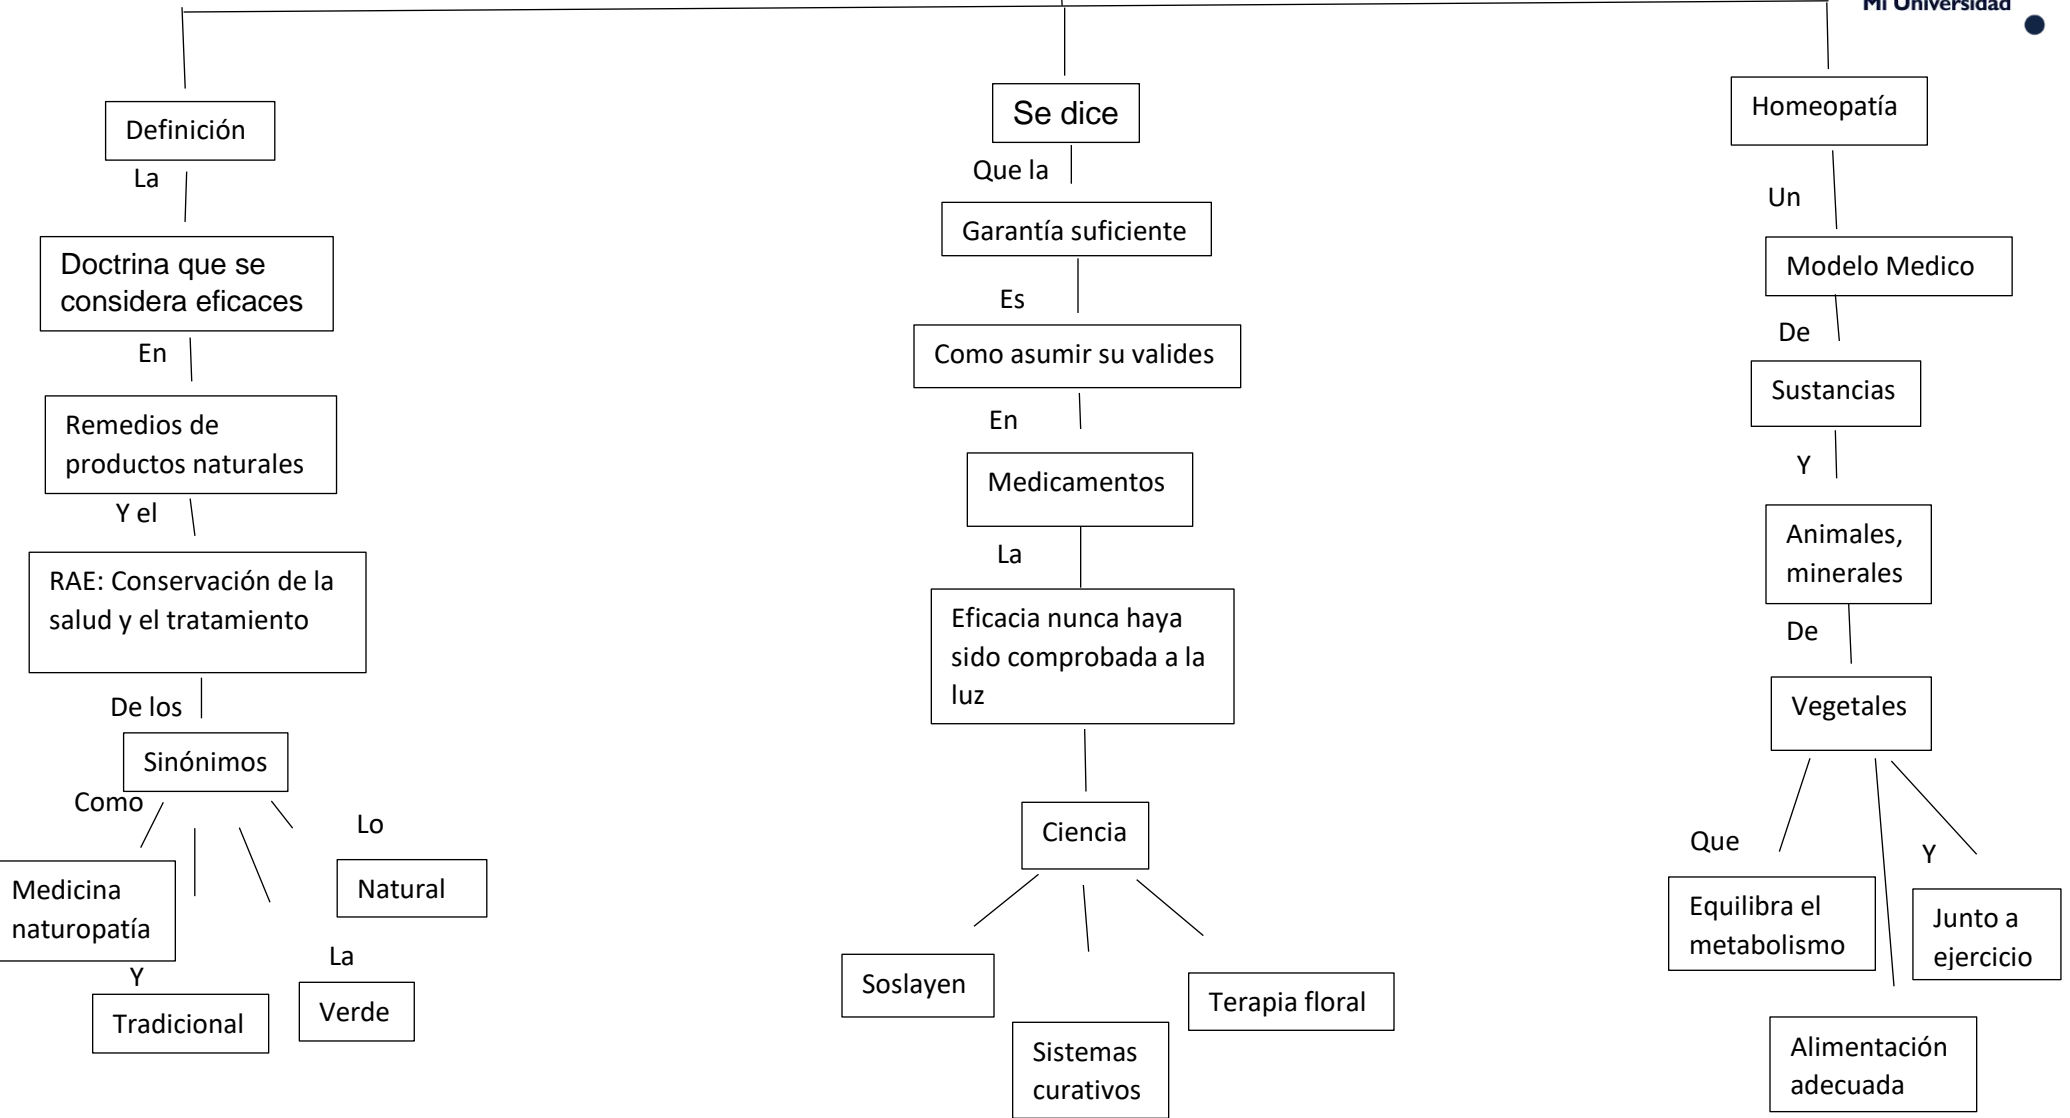 Mi Universidad
Definición
La
Doctrina que se
considera eficaces
En
Remedios de
productos naturales
Y el
RAE: Conservación de la
salud y el tratamiento
De los
Sinónimos
Como
Lo
Medicina
naturopatía
Natural
Y
La
Tradicional
Verde
Se dice
Que la
Garantía suficiente
Es
Como asumir su valides
En
Medicamentos
La
Eficacia nunca haya
sido comprobada a la
luz
Ciencia
Soslayen
Sistemas
curativos
Terapia floral
Homeopatía
Un
Modelo Medico
De
Sustancias
Y
Animales,
minerales
De
Vegetales
Que
Y
Equilibra el
metabolismo
Junto a
ejercicio
Alimentación
adecuada